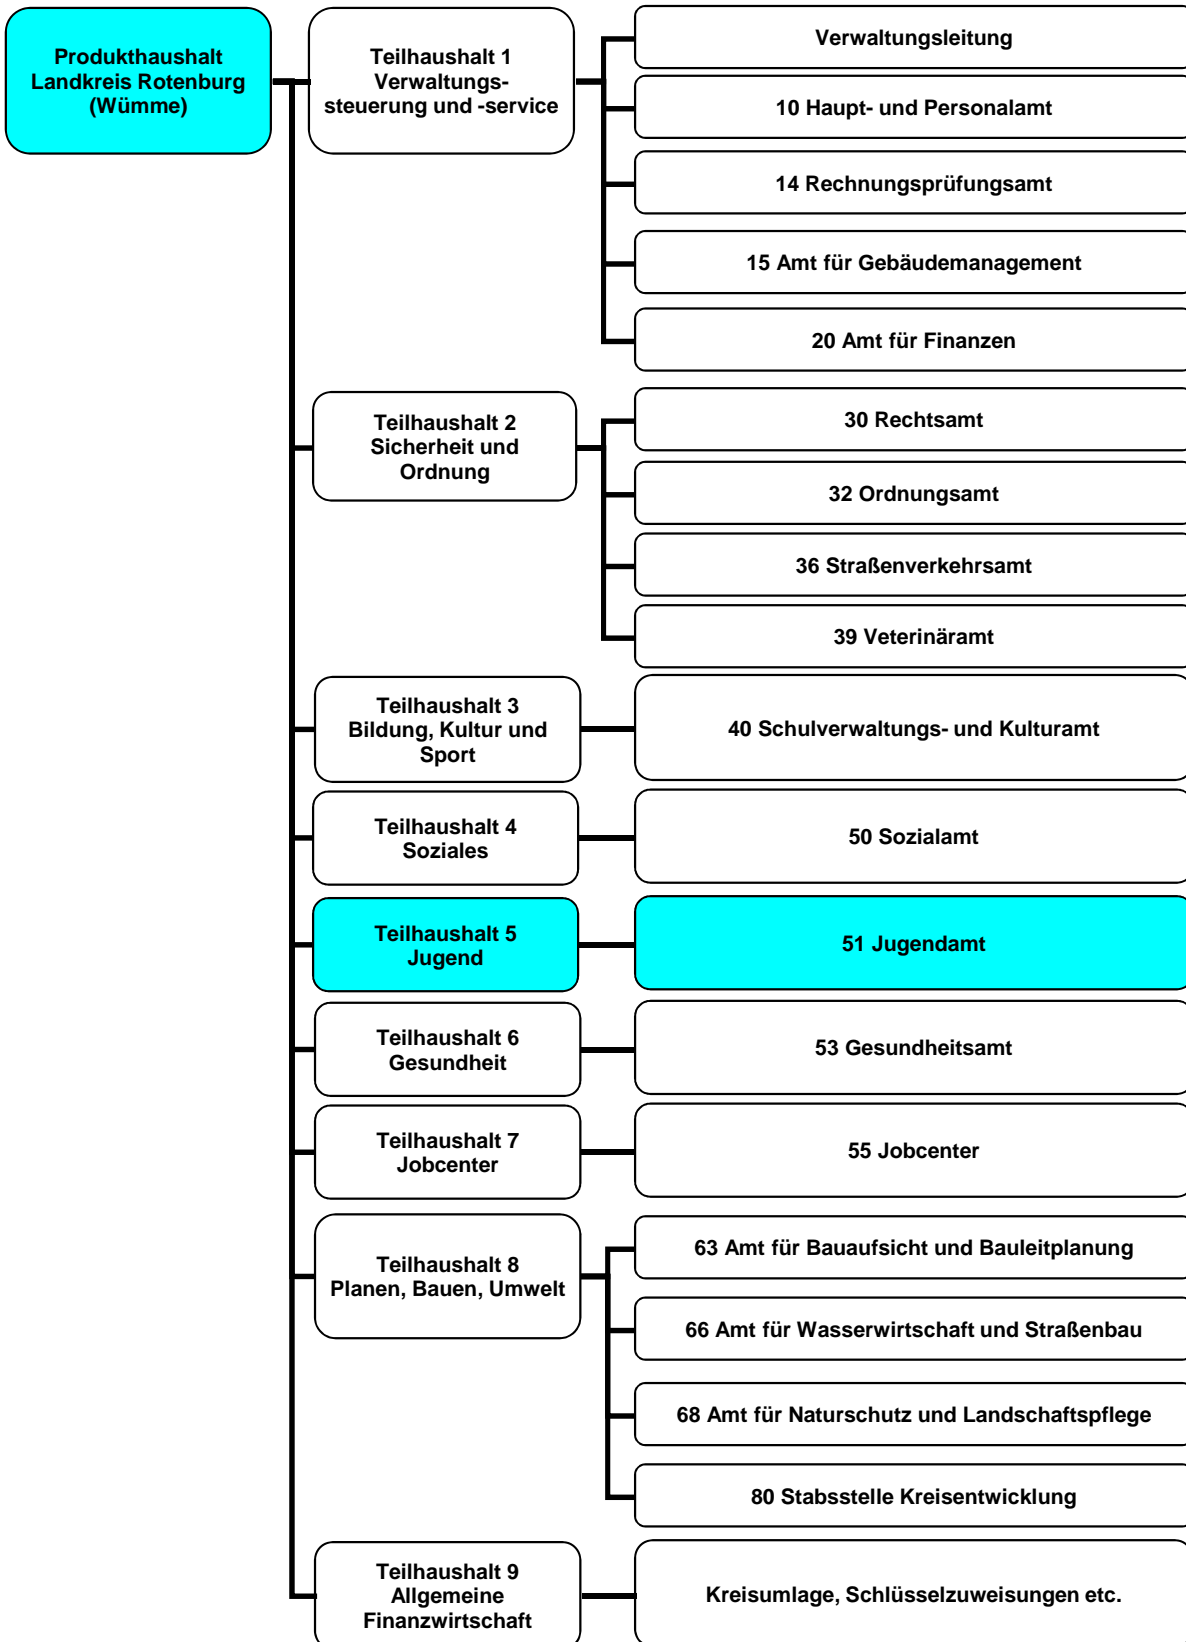 Produkthaushalt
Landkreis Rotenburg
(Wümme)
Teilhaushalt 1
Verwaltungs-
steuerung und -service
Verwaltungsleitung
10 Haupt- und Personalamt
14 Rechnungsprüfungsamt
15 Amt für Gebäudemanagement
20 Amt für Finanzen
Teilhaushalt 2
Sicherheit und
Ordnung
30 Rechtsamt
32 Ordnungsamt
36 Straßenverkehrsamt
39 Veterinäramt
Teilhaushalt 3
Bildung, Kultur und
Sport
40 Schulverwaltungs- und Kulturamt
Teilhaushalt 4
Soziales
50 Sozialamt
Teilhaushalt 5
Jugend
51 Jugendamt
Teilhaushalt 6
Gesundheit
53 Gesundheitsamt
Teilhaushalt 7
Jobcenter
55 Jobcenter
Teilhaushalt 8
Planen, Bauen, Umwelt
63 Amt für Bauaufsicht und Bauleitplanung
66 Amt für Wasserwirtschaft und Straßenbau
68 Amt für Naturschutz und Landschaftspflege
80 Stabsstelle Kreisentwicklung
Teilhaushalt 9
Allgemeine
Finanzwirtschaft
Kreisumlage, Schlüsselzuweisungen etc.